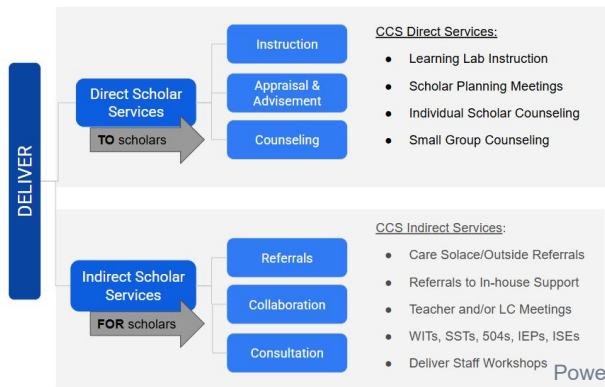 DELIVER
Direct Scholar
Services
TO scholars
Instruction
Appraisal &
Advisement
Counseling
CCS Direct Services:
● Learning Lab Instruction
● Scholar Planning Meetings
● Individual Scholar Counseling
● Small Group Counseling
Indirect Scholar
Services
FOR scholars
Referrals
Collaboration
Consultation
CCS Indirect Services:
● Care Solace/Outside Referrals
● Referrals to In-house Support
● Teacher and/or LC Meetings
● WITs, SSTs, 504s, IEPs, ISEs
● Deliver Staff Workshops
Powe